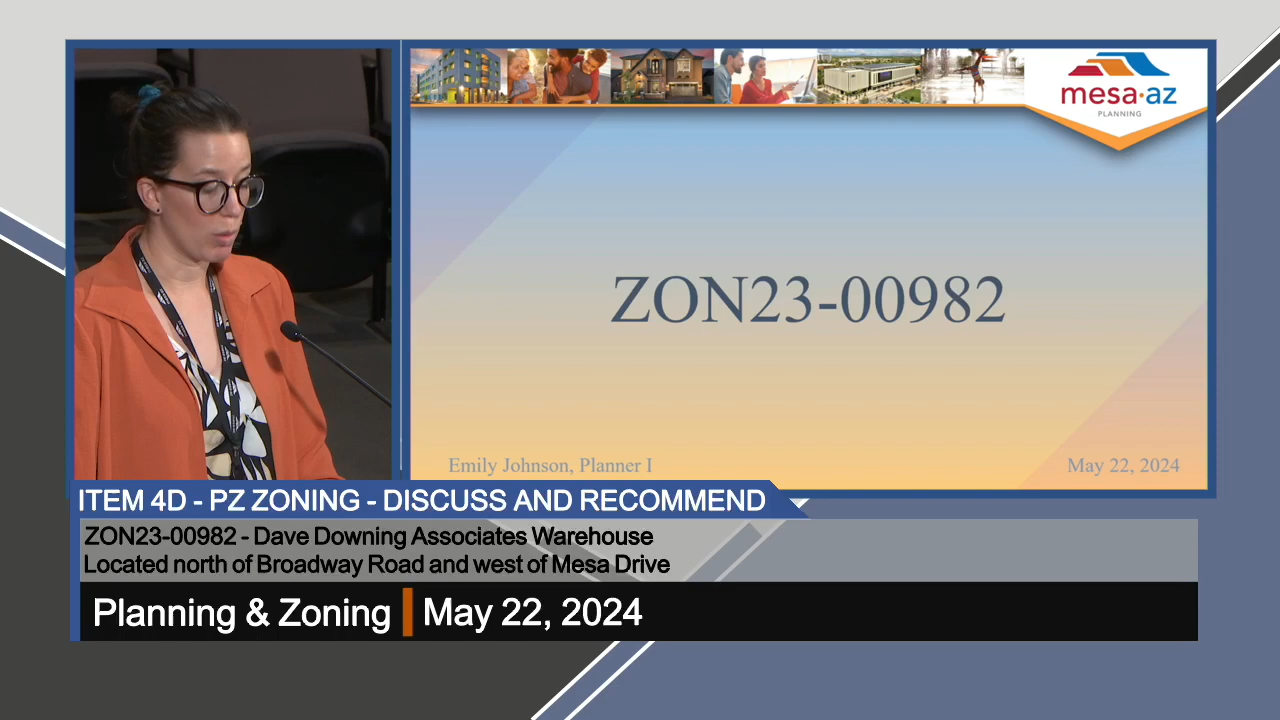 mesa·az
PLANNING
ZON23-00982
Emily Johnson, Planner I
May 22, 2024
ITEM 4D - PZ ZONING - DISCUSS AND RECOMMEND
ZON23-00982 - Dave Downing Associates Warehouse
Located north of Broadway Road and west of Mesa Drive
Planning & Zoning
May 22, 2024